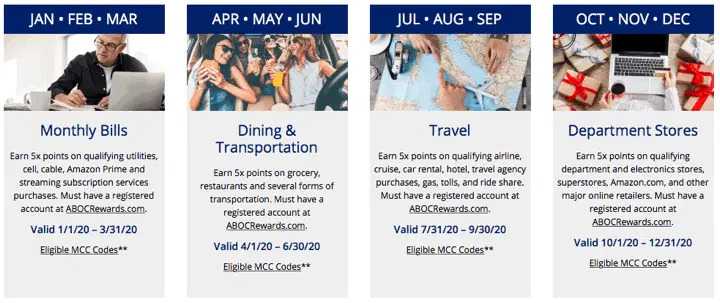 JAN • FEB • MAR
Monthly Bills
Earn 5x points on qualifying utilities,
cell, cable, Amazon Prime and
streaming subscription services
purchases. Must have a registered
account at ABOCRewards.com.
Valid 1/1/20 – 3/31/20
Eligible MCC Codes**
APR • MAY • JUN
Dining &
Transportation
Earn 5x points on grocery,
restaurants and several forms of
transportation. Must have a
registered account at
ABOCRewards.com.
Valid 4/1/20 – 6/30/20
Eligible MCC Codes**
JUL • AUG • SEP
Travel
Earn 5x points on qualifying airline,
cruise, car rental, hotel, travel agency
purchases, gas, tolls, and ride share.
Must have a registered account at
ABOCRewards.com.
Valid 7/31/20 – 9/30/20
Eligible MCC Codes**
OCT • NOV • DEC
Department Stores
Earn 5x points on qualifying
department and electronics stores,
superstores, Amazon.com, and other
major online retailers. Must have a
registered account at
ABOCRewards.com.
Valid 10/1/20 – 12/31/20
Eligible MCC Codes**